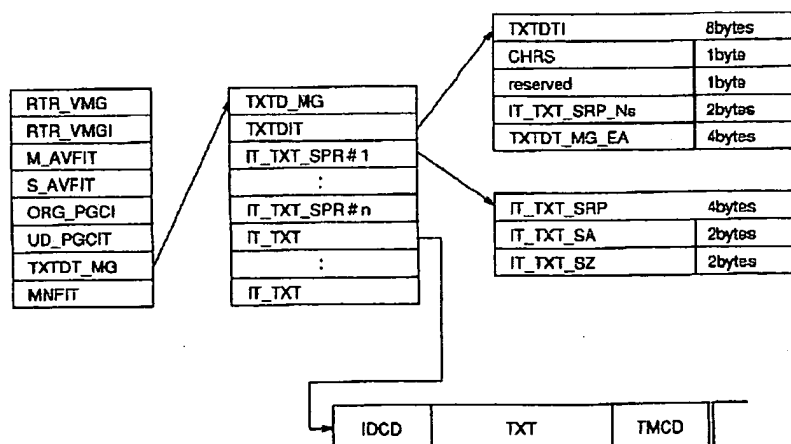 RTR_VMG
RTR_VMGI
M_AVFIT
S_AVFIT
ORG_PGCI
UD_PGCIT
TXTDT_MG
MNFIT
TXTD_MG
TXTDIT
IT_TXT_SPR#1
:
IT_TXT_SPR#n
IT_TXT
:
IT_TXT
TXTDTI 8bytes
CHRS 1byte
reserved 1byte
IT_TXT_SRP_Ns 2bytes
TXTDT_MG_EA 4bytes
IT_TXT_SRP 4bytes
IT_TXT_SA 2bytes
IT_TXT_SZ 2bytes
IDCD TXT TMCD